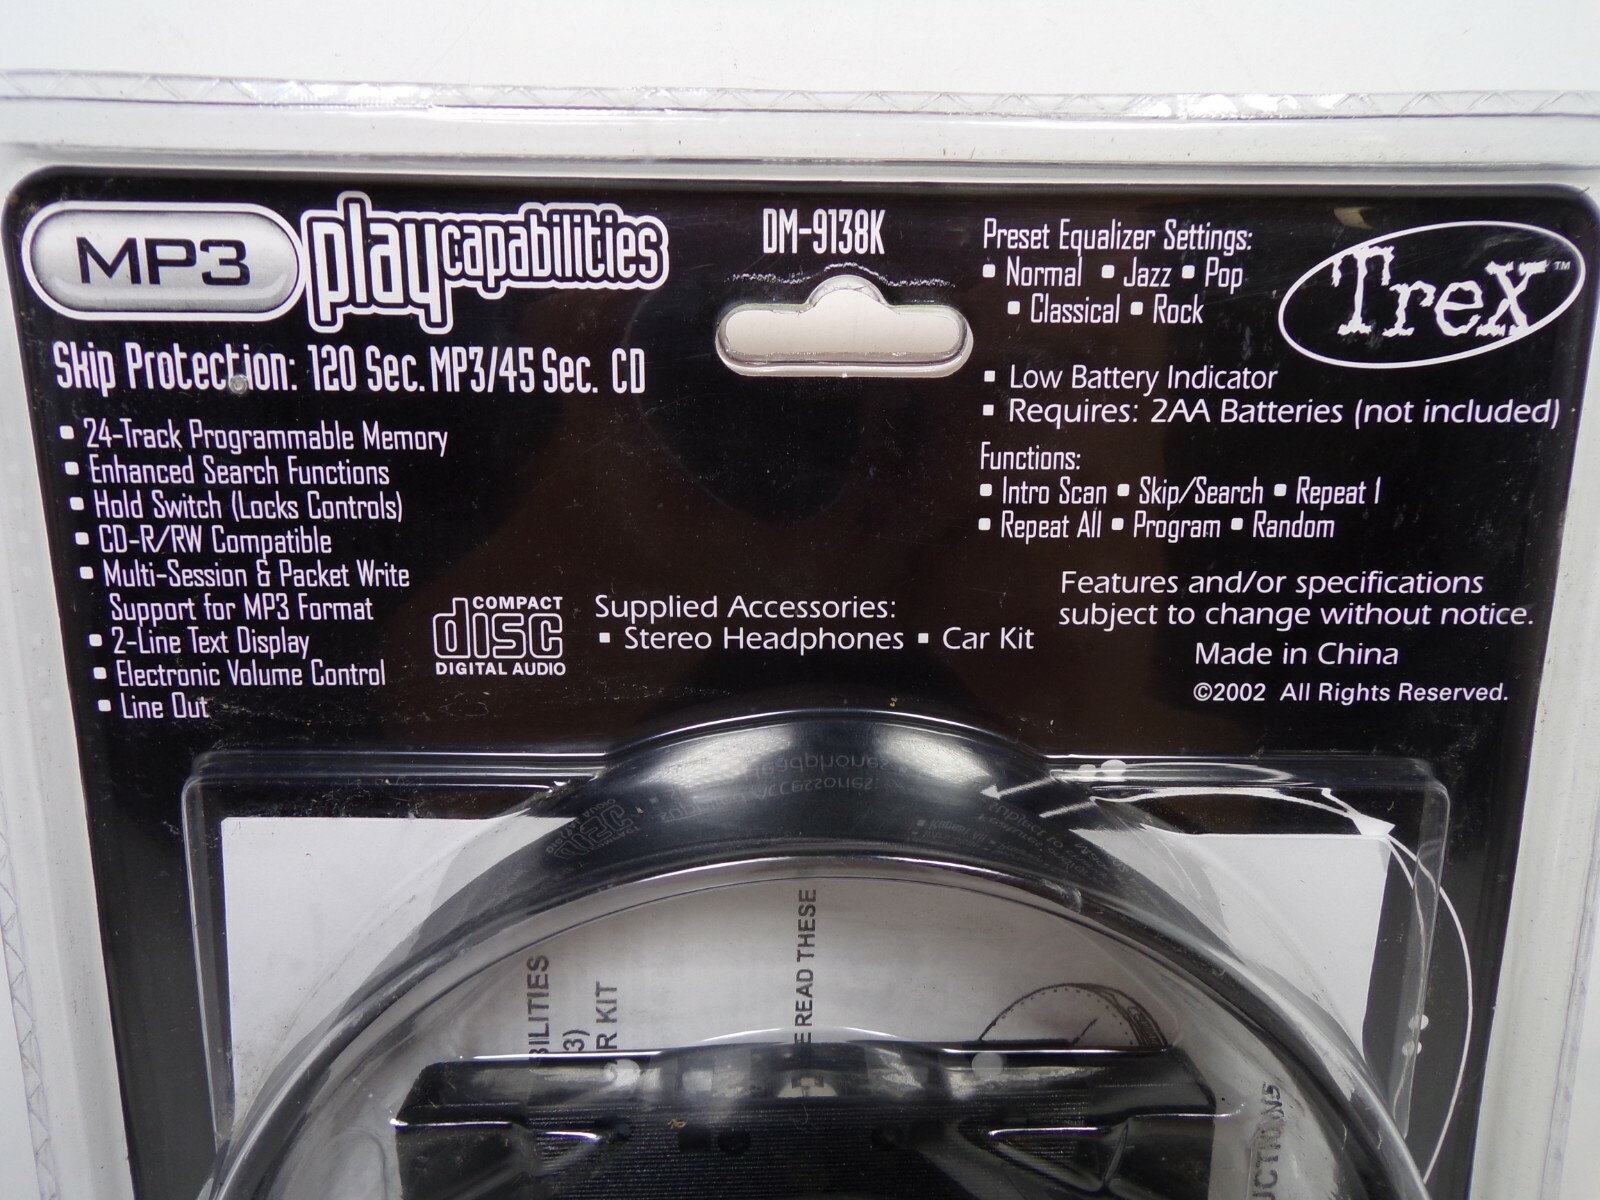 MP3 play capabilities
Skip Protection: 120 Sec. MP3/45 Sec. CD
▪ 24-Track Programmable Memory
▪ Enhanced Search Functions
▪ Hold Switch (Locks Controls)
▪ CD-R/RW Compatible
▪ Multi-Session & Packet Write
Support for MP3 Format
▪ 2-Line Text Display
▪ Electronic Volume Control
▪ Line Out
COMPACT
disc
DIGITAL AUDIO
DM-9138K
Supplied Accessories:
▪ Stereo Headphones ▪ Car Kit
Preset Equalizer Settings:
▪ Normal ▪ Jazz ▪ Pop
▪ Classical ▪ Rock
TreX™
▪ Low Battery Indicator
▪ Requires: 2AA Batteries (not included)
Functions:
▪ Intro Scan ▪ Skip/Search ▪ Repeat 1
▪ Repeat All ▪ Program ▪ Random
Features and/or specifications
subject to change without notice.
Made in China
©2002 All Rights Reserved.
READ THESE
KIT